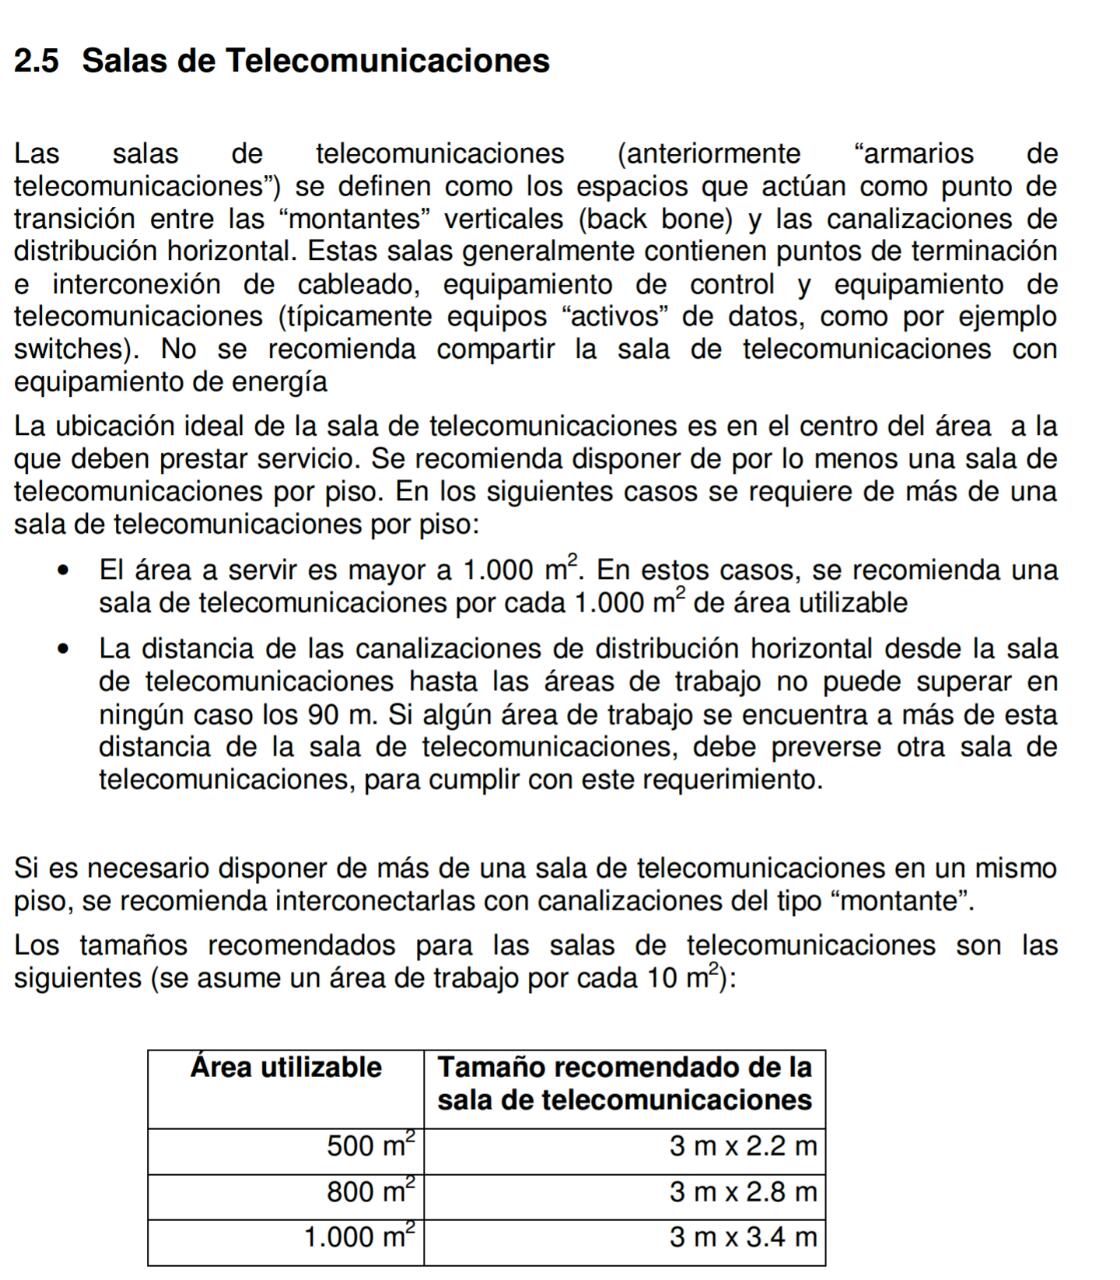 2.5 Salas de Telecomunicaciones
Las salas de telecomunicaciones (anteriormente “armarios de
telecomunicaciones”) se definen como los espacios que actúan como punto de
transición entre las “montantes” verticales (back bone) y las canalizaciones de
distribución horizontal. Estas salas generalmente contienen puntos de terminación
e interconexión de cableado, equipamiento de control y equipamiento de
telecomunicaciones (típicamente equipos “activos” de datos, como por ejemplo
switches). No se recomienda compartir la sala de telecomunicaciones con
equipamiento de energía
La ubicación ideal de la sala de telecomunicaciones es en el centro del área a la
que deben prestar servicio. Se recomienda disponer de por lo menos una sala de
telecomunicaciones por piso. En los siguientes casos se requiere de más de una
sala de telecomunicaciones por piso:
• El área a servir es mayor a 1.000 m². En estos casos, se recomienda una
sala de telecomunicaciones por cada 1.000 m² de área utilizable
• La distancia de las canalizaciones de distribución horizontal desde la sala
de telecomunicaciones hasta las áreas de trabajo no puede superar en
ningún caso los 90 m. Si algún área de trabajo se encuentra a más de esta
distancia de la sala de telecomunicaciones, debe preverse otra sala de
telecomunicaciones, para cumplir con este requerimiento.
Si es necesario disponer de más de una sala de telecomunicaciones en un mismo
piso, se recomienda interconectarlas con canalizaciones del tipo “montante”.
Los tamaños recomendados para las salas de telecomunicaciones son las
siguientes (se asume un área de trabajo por cada 10 m²):
Área utilizable Tamaño recomendado de la
sala de telecomunicaciones
500 m² 3 m x 2.2 m
800 m² 3 m x 2.8 m
1.000 m² 3 m x 3.4 m